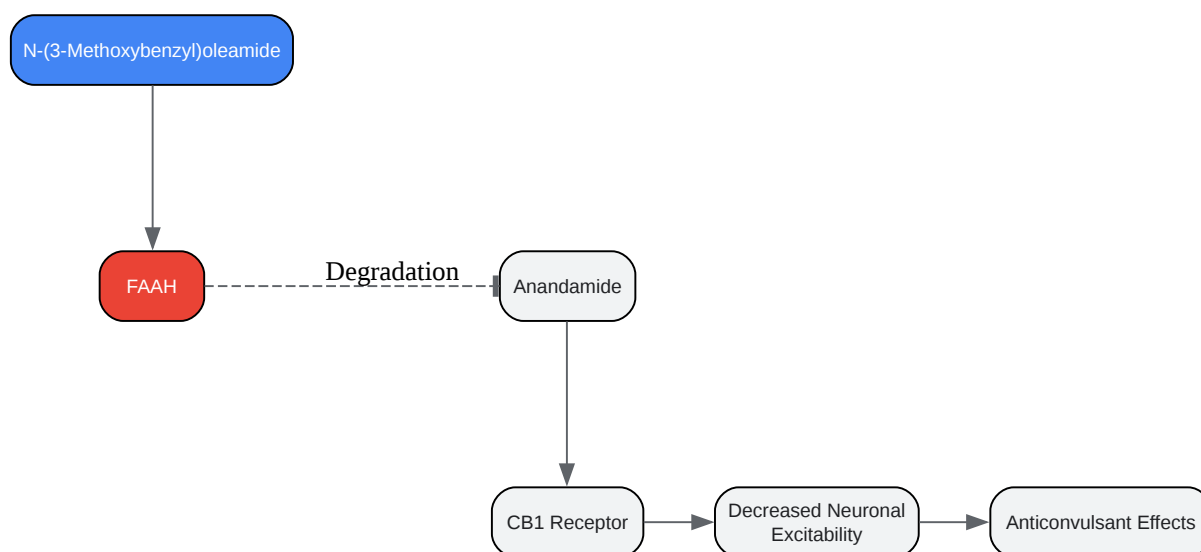 N-(3-Methoxybenzyl)oleamide
FAAH
Degradation
Anandamide
CB1 Receptor
Decreased Neuronal
Excitability
Anticonvulsant Effects